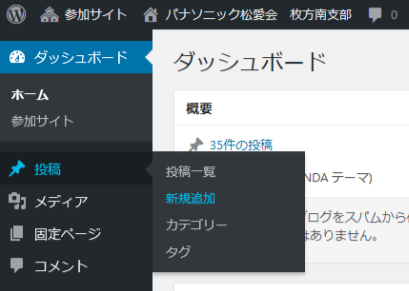 参加サイト パナソニック松愛会 枚方南支部 0
ダッシュボード
ホーム
参加サイト
投稿
メディア
固定ページ
コメント
ダッシュボード
概要
35件の投稿
投稿一覧
新規追加
カテゴリー
タグ
NDA テーマ)
ログをスパムから
はありません。